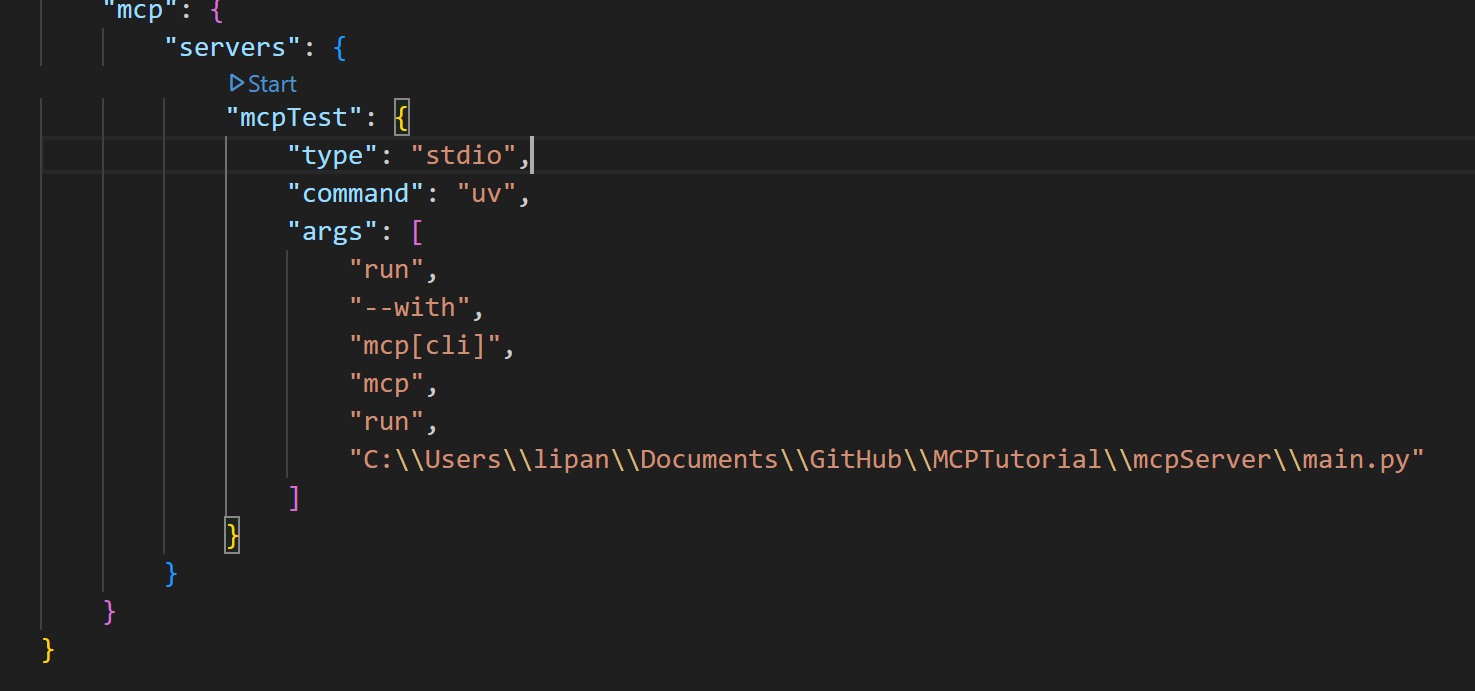 "mcp": {
"servers": {
Start
"mcpTest": {
"type": "stdio",
"command": "uv",
"args": [
"run",
"--with",
"mcp[cli]",
"mcp",
"run",
"C:\\Users\\lipan\\Documents\\GitHub\\MCPTutorial\\mcpServer\\main.py"
]
}
}
}
}